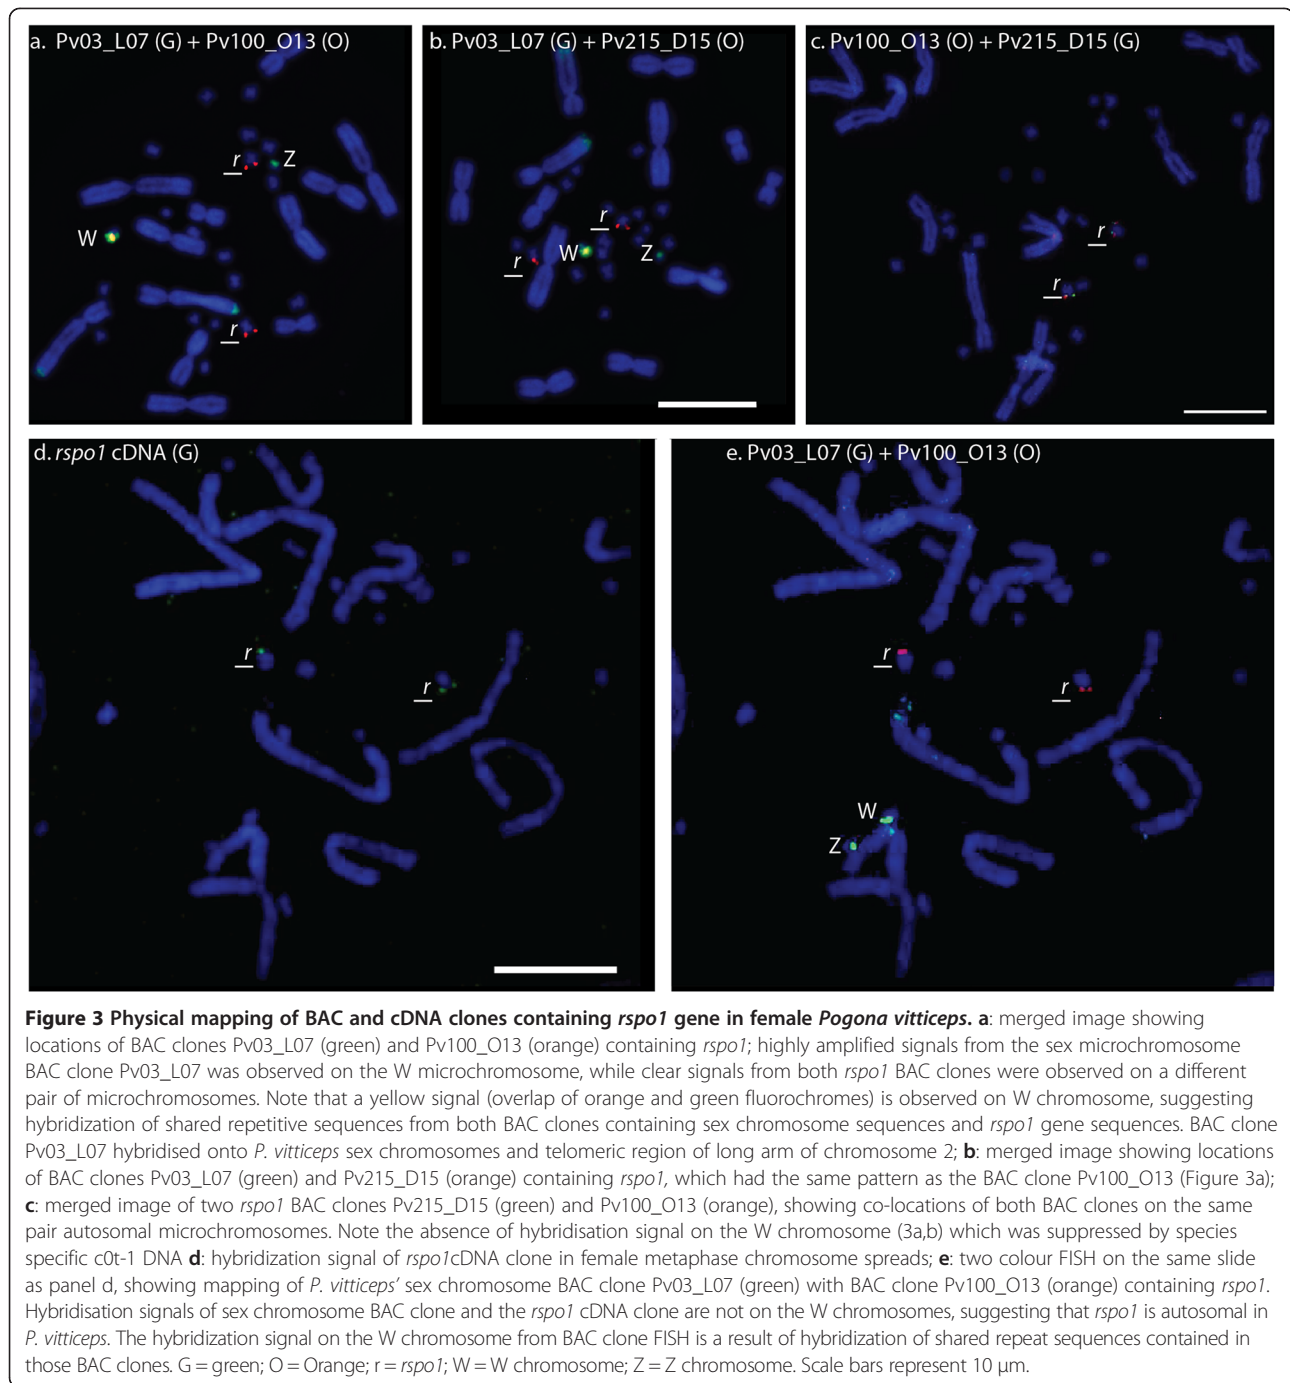 a. Pv03_L07 (G) + Pv100_O13 (O)
r
Z
W
r
b. Pv03_L07 (G) + Pv215_D15 (O)
r
W
Z
r
c. Pv100_O13 (O) + Pv215_D15 (G)
r
r
d. rspo1 cDNA (G)
r
r
e. Pv03_L07 (G) + Pv100_O13 (O)
r
r
W
Z
Figure 3 Physical mapping of BAC and cDNA clones containing rspo1 gene in female Pogona vitticeps. a: merged image showing
locations of BAC clones Pv03_L07 (green) and Pv100_O13 (orange) containing rspo1; highly amplified signals from the sex microchromosome
BAC clone Pv03_L07 was observed on the W microchromosome, while clear signals from both rspo1 BAC clones were observed on a different
pair of microchromosomes. Note that a yellow signal (overlap of orange and green fluorochromes) is observed on W chromosome, suggesting
hybridization of shared repetitive sequences from both BAC clones containing sex chromosome sequences and rspo1 gene sequences. BAC clone
Pv03_L07 hybridised onto P. vitticeps sex chromosomes and telomeric region of long arm of chromosome 2; b: merged image showing locations
of BAC clones Pv03_L07 (green) and Pv215_D15 (orange) containing rspo1, which had the same pattern as the BAC clone Pv100_O13 (Figure 3a);
c: merged image of two rspo1 BAC clones Pv215_D15 (green) and Pv100_O13 (orange), showing co-locations of both BAC clones on the same
pair autosomal microchromosomes. Note the absence of hybridisation signal on the W chromosome (3a,b) which was suppressed by species
specific c0t-1 DNA d: hybridization signal of rspo1cDNA clone in female metaphase chromosome spreads; e: two colour FISH on the same slide
as panel d, showing mapping of P. vitticeps' sex chromosome BAC clone Pv03_L07 (green) with BAC clone Pv100_O13 (orange) containing rspo1.
Hybridisation signals of sex chromosome BAC clone and the rspo1 cDNA clone are not on the W chromosomes, suggesting that rspo1 is autosomal in
P. vitticeps. The hybridization signal on the W chromosome from BAC clone FISH is a result of hybridization of shared repeat sequences contained in
those BAC clones. G = green; O = Orange; r = rspo1; W = W chromosome; Z = Z chromosome. Scale bars represent 10 μm.